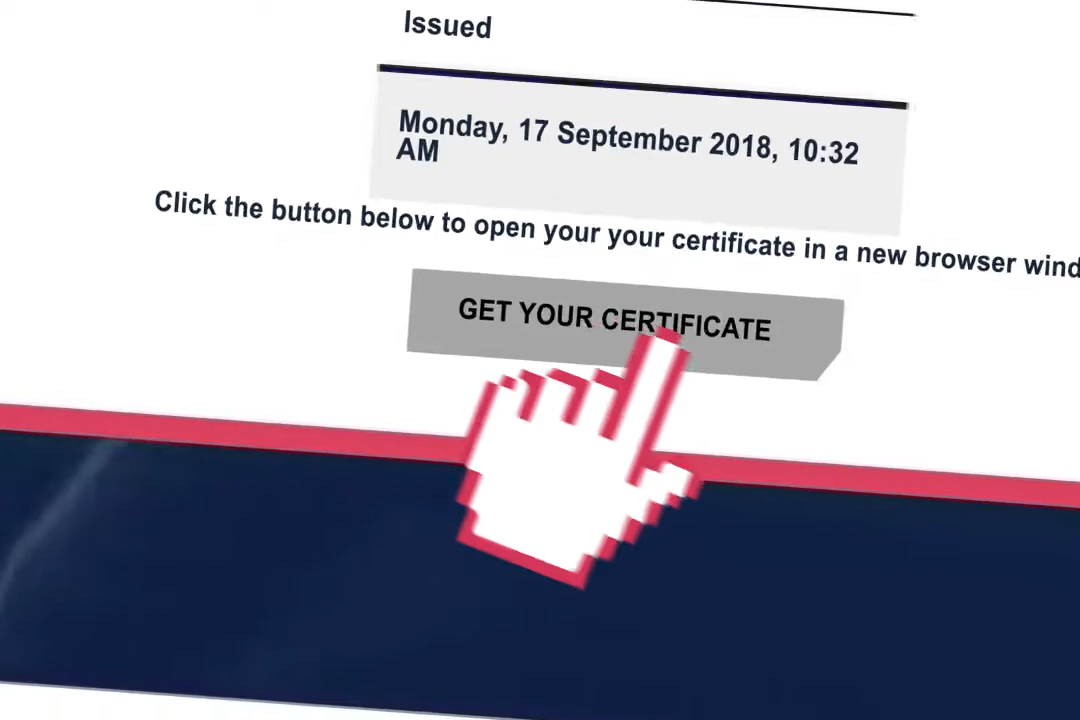 Issued
Monday, 17 September 2018, 10:32
AM
Click the button below to open your your certificate in a new browser
GET YOUR CERTIFICATE